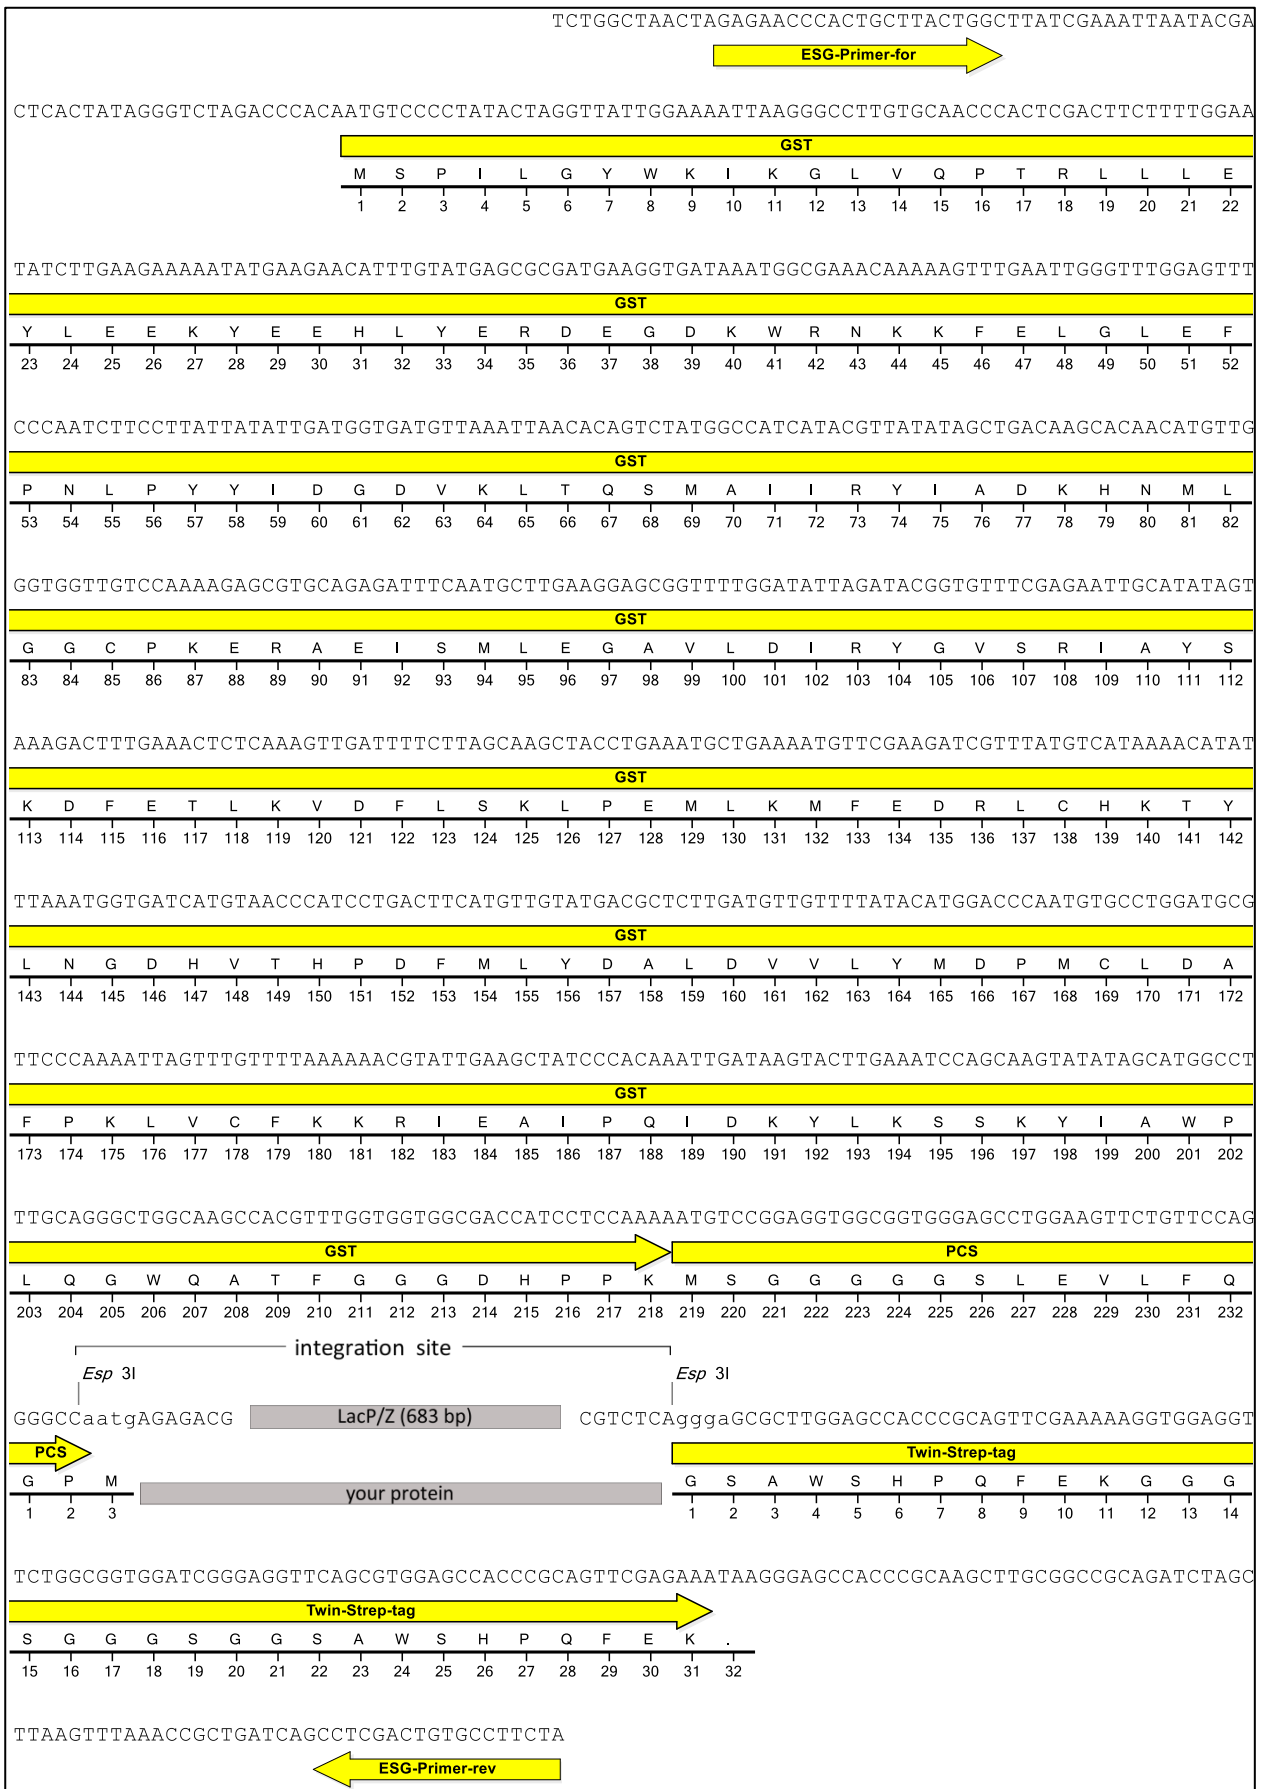 TCTGGCTAACTAGAGAACCCACTGCTTACTGGCTTATCGAAATTAATACGA
ESG-Primer-for
CTCACTATAGGGTCTAGACCCACAATGTCCCCTATACTAGGTTATTGGAAAATTAAGGGCCTTGTGCAACCCACTCGACTTCTTTTGGAA
GST
M S P I L G Y W K I K G L V Q P T R L L L E
1 2 3 4 5 6 7 8 9 10 11 12 13 14 15 16 17 18 19 20 21 22
TATCTTGAAGAAAAATATGAAGAACATTTGTATGAGCGCGATGAAGGTGATAAATGGCGAAACAAAAAGTTTGAATTGGGTTTGGAGTTT
GST
Y L E E K Y E E H L Y E R D E G D K W R N K K F E L G L E F
23 24 25 26 27 28 29 30 31 32 33 34 35 36 37 38 39 40 41 42 43 44 45 46 47 48 49 50 51 52
CCCAATCTTCCTTATTATATTGATGGTGATGTTAAATTAACACAGTCTATGGCCATCATACGTTATATAGCTGACAAGCACAACATGTTG
GST
P N L P Y Y I D G D V K L T Q S M A I I R Y I A D K H N M L
53 54 55 56 57 58 59 60 61 62 63 64 65 66 67 68 69 70 71 72 73 74 75 76 77 78 79 80 81 82
GGTGGTTGTCCAAAAGAGCGTGCAGAGATTTCAATGCTTGAAGGAGCGGTTTTGGATATTAGATACGGTGTTTCGAGAATTGCATATAGT
GST
G G C P K E R A E I S M L E G A V L D I R Y G V S R I A Y S
83 84 85 86 87 88 89 90 91 92 93 94 95 96 97 98 99 100 101 102 103 104 105 106 107 108 109 110 111 112
AAAGACTTTGAAACTCTCAAAGTTGATTTTCTTAGCAAGCTACCTGAAATGCTGAAAATGTTCGAAGATCGTTTATGTCATAAAACATAT
GST
K D F E T L K V D F L S K L P E M L K M F E D R L C H K T Y
113 114 115 116 117 118 119 120 121 122 123 124 125 126 127 128 129 130 131 132 133 134 135 136 137 138 139 140 141 142
TTAAATGGTGATCATGTAACCCATCCTGACTTCATGTTGTATGACGCTCTTGATGTTGTTTTATACATGGACCCAATGTGCCTGGATGCG
GST
L N G D H V T H P D F M L Y D A L D V V L Y M D P M C L D A
143 144 145 146 147 148 149 150 151 152 153 154 155 156 157 158 159 160 161 162 163 164 165 166 167 168 169 170 171 172
TTCCCAAAATTAGTTTGTTTTAAAAAACGTATTGAAGCTATCCCACAAATTGATAAGTACTTGAAATCCAGCAAGTATATAGCATGGCCT
GST
F P K L V C F K K R I E A I P Q I D K Y L K S S K Y I A W P
173 174 175 176 177 178 179 180 181 182 183 184 185 186 187 188 189 190 191 192 193 194 195 196 197 198 199 200 201 202
TTGCAGGGCTGGCAAGCCACGTTTGGTGGTGGCGACCATCCTCCAAAAATGTCCGGAGGTGGCGGTGGGAGCCTGGAAGTTCTGTTCCAG
GST PCS
L Q G W Q A T F G G G D H P P K M S G G G G G S L E V L F Q
203 204 205 206 207 208 209 210 211 212 213 214 215 216 217 218 219 220 221 222 223 224 225 226 227 228 229 230 231 232
integration site
Esp 3I Esp 3I
GGGCCCaatgAGAGACG LacP/Z (683 bp) CGTCTCAgggaGCGCTTGGAGCCACCCGCAGTTCGAAAAAGGTGGAGGT
PCS Twin-Strep-tag
G P M your protein G S A W S H P Q F E K G G G
1 2 3 1 2 3 4 5 6 7 8 9 10 11 12 13 14
TCTGGCGGTGGATCGGGAGGTTCAGCGTGGAGCCACCCGCAGTTCGAGAAATAAGGGAGCCACCCGCAAGCTTGCGGCCGCAGATCTAGC
Twin-Strep-tag
S G G G S G G S A W S H P Q F E K .
15 16 17 18 19 20 21 22 23 24 25 26 27 28 29 30 31 32
TTAAGTTTAAACCGCTGATCAGCCTCGACTGTGCCTTCTA
ESG-Primer-rev